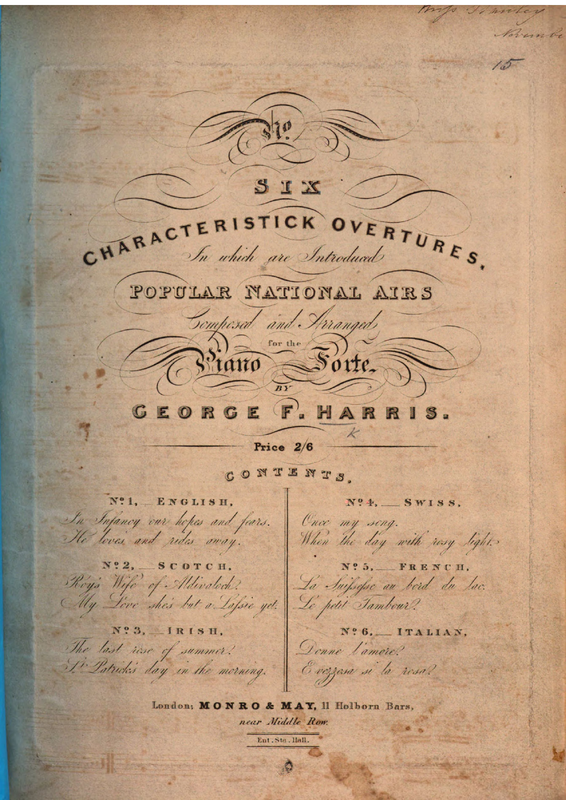 November
15
No.
SIX
CHARACTERISTICK OVERTURES,
In which are Introduced
POPULAR NATIONAL AIRS
Composed and Arranged
for the
Piano Forte.
BY
GEORGE F. HARRIS.
Price 2/6
CONTENTS.
No. 1, ENGLISH,
In Infancy our hopes and fears.
He loves, and rides away.
No. 2, SCOTCH,
Roy's Wife of Aldivaloch.
My Love she's but a Lassie yet.
No. 3, IRISH,
The last rose of summer.
St. Patrick's day in the morning.
No. 4, SWISS,
Once my song.
When the day with rosy light.
No. 5, FRENCH,
La Suissesse au bord du lac.
Le petit Tambour.
No. 6, ITALIAN,
Donne l'amore.
E vezzosa si la rosa.
London; MONRO & MAY, 11 Holborn Bars,
near Middle Row.
Ent. Sta. Hall.